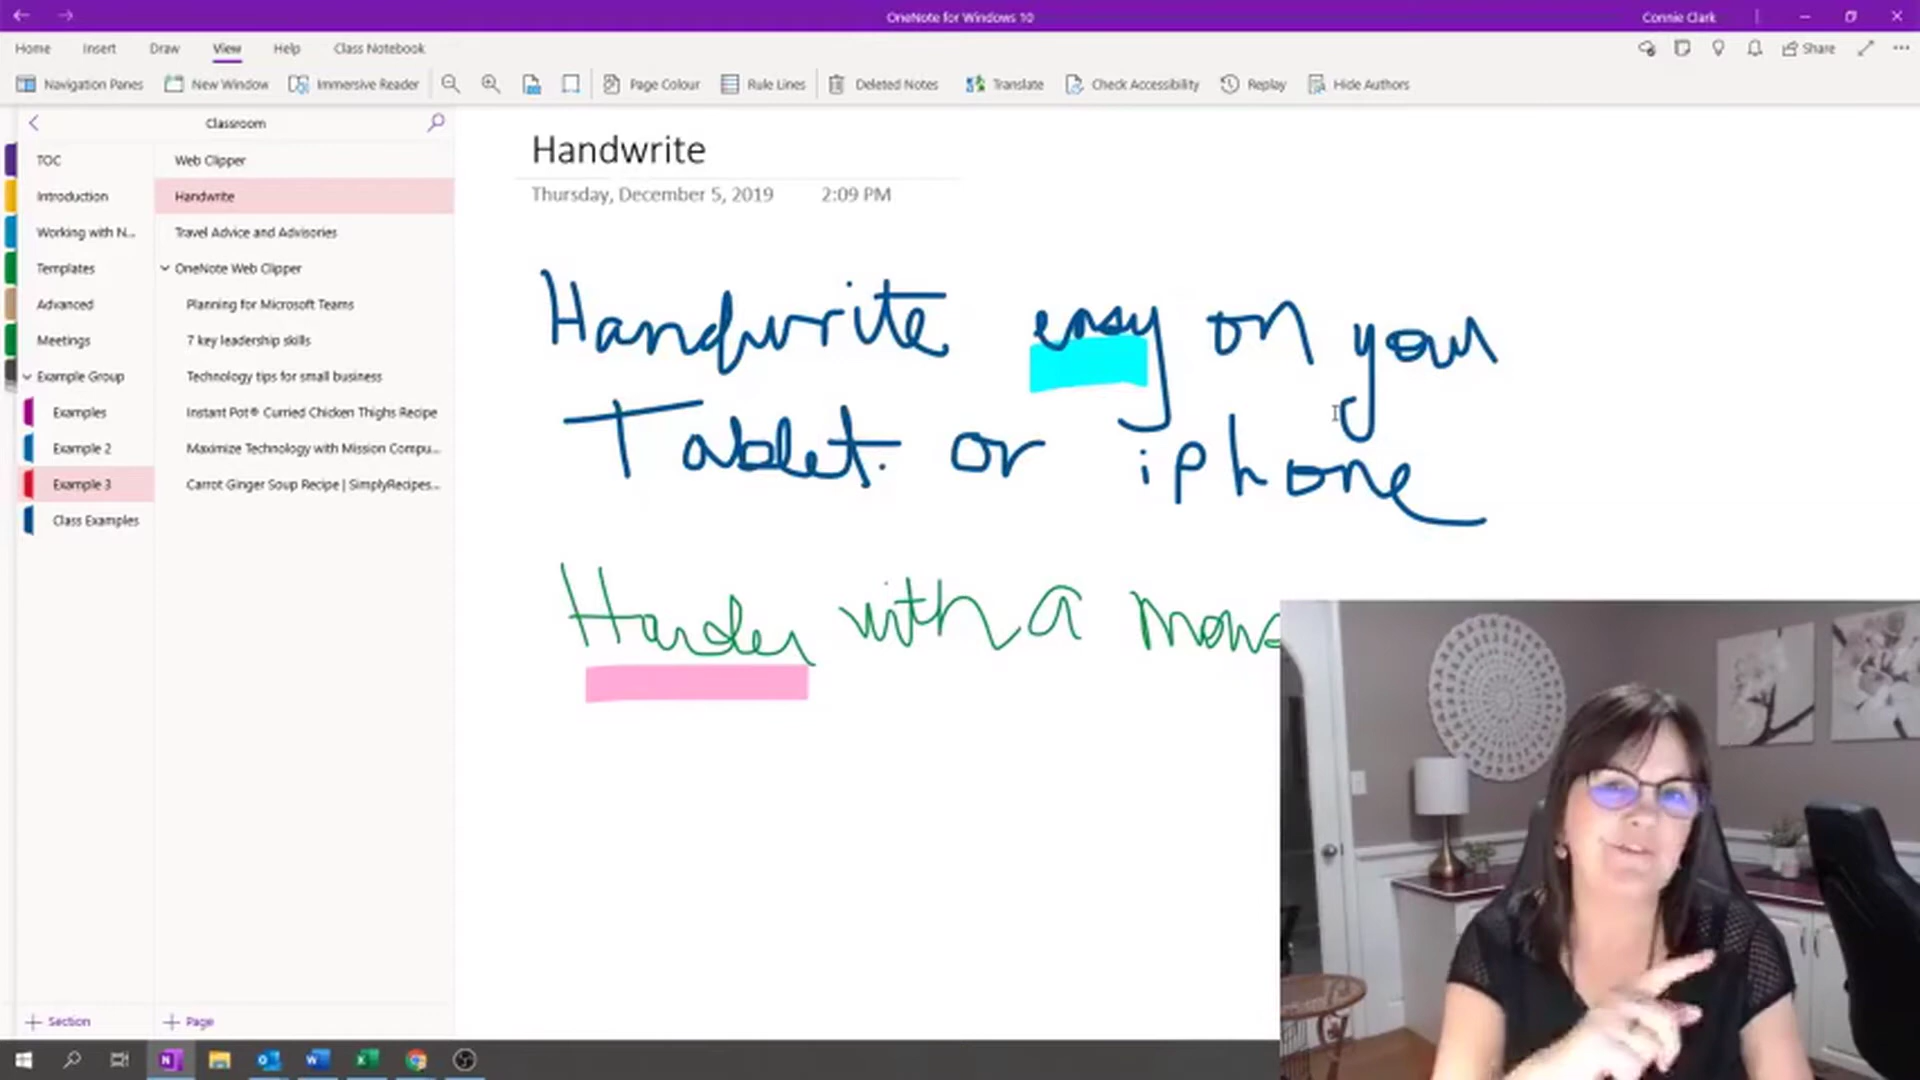 OneNote for Windows 10
Connie Clark
Home Insert Draw View Help Class Notebook
Share
Navigation Panes New Window Immersive Reader Page Colour Rule Lines Deleted Notes Translate Check Accessibility Replay Hide Authors
Classroom
TOC
Introduction
Working with N...
Templates
Advanced
Meetings
Example Group
Examples
Example 2
Example 3
Class Examples
Web Clipper
Handwrite
Travel Advice and Advisories
OneNote Web Clipper
Planning for Microsoft Teams
7 key leadership skills
Technology tips for small business
Instant Pot® Curried Chicken Thighs Recipe
Maximize Technology with Mission Compu...
Carrot Ginger Soup Recipe | SimplyRecipes...
Section
Page
Handwrite
Thursday, December 5, 2019 2:09 PM
Handwrite easy on your
Tablet. or iphone
Harder with a